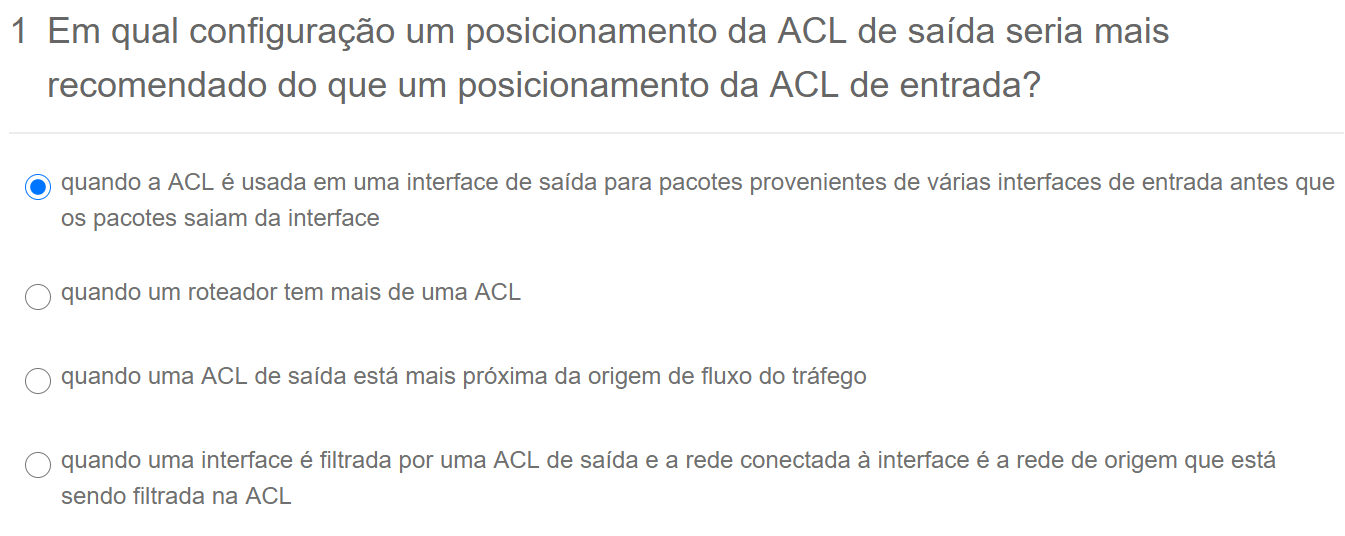 1 Em qual configuração um posicionamento da ACL de saída seria mais
recomendado do que um posicionamento da ACL de entrada?
quando a ACL é usada em uma interface de saída para pacotes provenientes de várias interfaces de entrada antes que
os pacotes saiam da interface
quando um roteador tem mais de uma ACL
quando uma ACL de saída está mais próxima da origem de fluxo do tráfego
quando uma interface é filtrada por uma ACL de saída e a rede conectada à interface é a rede de origem que está
sendo filtrada na ACL